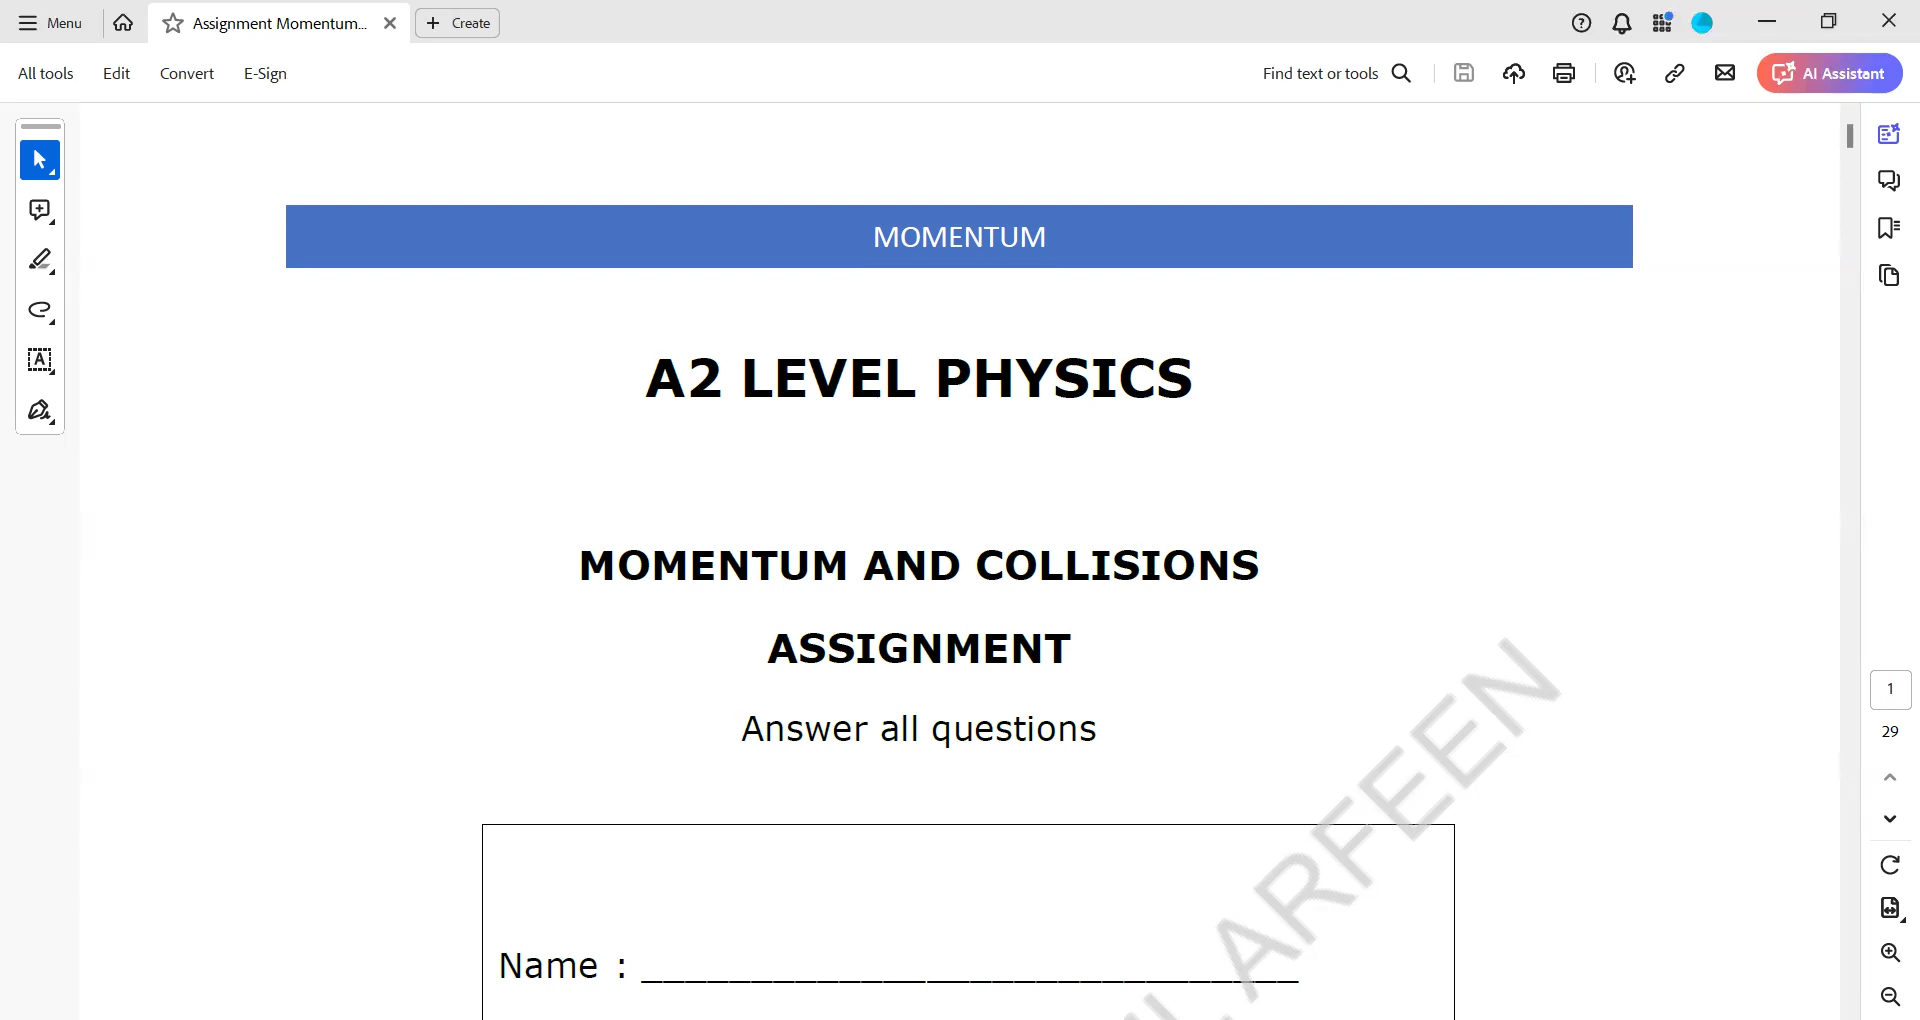 Menu
Assignment Momentum...
Create
All tools
Edit
Convert
E-Sign
Find text or tools
AI Assistant
MOMENTUM
A2 LEVEL PHYSICS
MOMENTUM AND COLLISIONS
ASSIGNMENT
Answer all questions
Name : ______________________________
ARFEEN
1
29